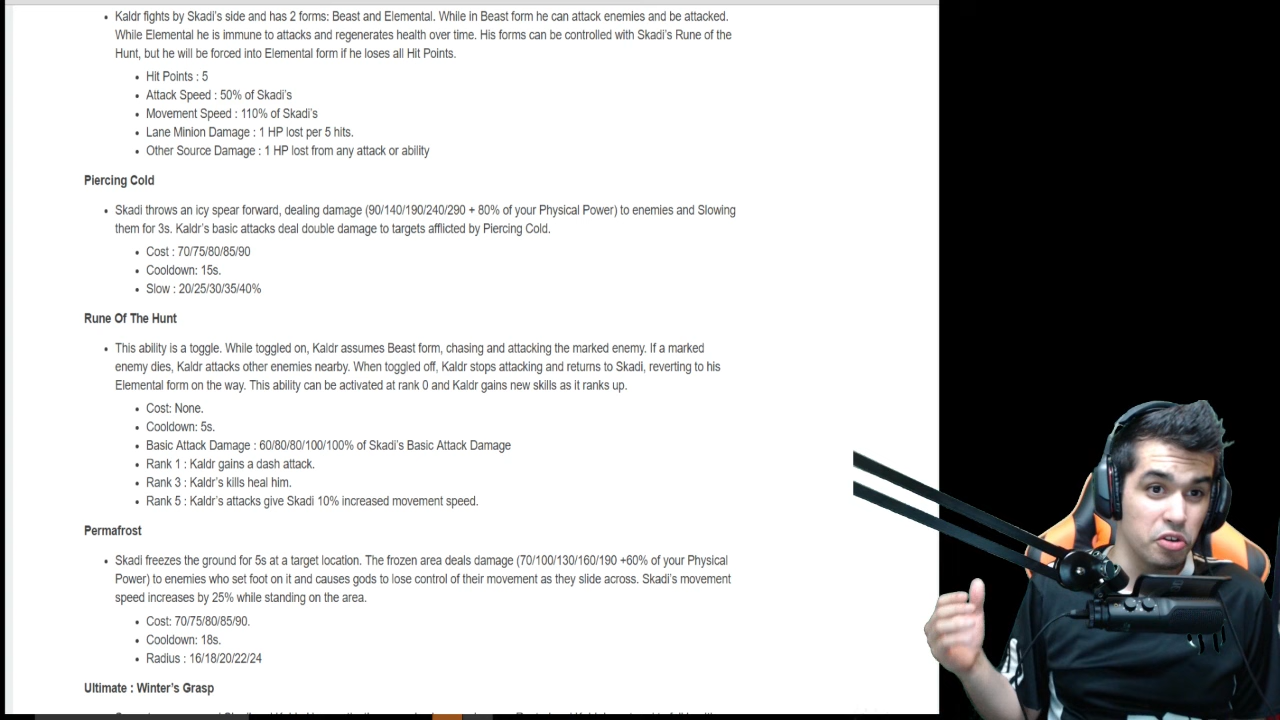 Kaldr fights by Skadi's side and has 2 forms: Beast and Elemental. While in Beast form he can attack enemies and be attacked.
While Elemental he is immune to attacks and regenerates health over time. His forms can be controlled with Skadi's Rune of the
Hunt, but he will be forced into Elemental form if he loses all Hit Points.
Hit Points : 5
Attack Speed : 50% of Skadi's
Movement Speed : 110% of Skadi's
Lane Minion Damage : 1 HP lost per 5 hits.
Other Source Damage : 1 HP lost from any attack or ability
Piercing Cold
Skadi throws an icy spear forward, dealing damage (90/140/190/240/290 + 80% of your Physical Power) to enemies and Slowing
them for 3s. Kaldr's basic attacks deal double damage to targets afflicted by Piercing Cold.
Cost : 70/75/80/85/90
Cooldown: 15s.
Slow : 20/25/30/35/40%
Rune Of The Hunt
This ability is a toggle. While toggled on, Kaldr assumes Beast form, chasing and attacking the marked enemy. If a marked
enemy dies, Kaldr attacks other enemies nearby. When toggled off, Kaldr stops attacking and returns to Skadi, reverting to his
Elemental form on the way. This ability can be activated at rank 0 and Kaldr gains new skills as it ranks up.
Cost: None.
Cooldown: 5s.
Basic Attack Damage : 60/80/80/100/100% of Skadi's Basic Attack Damage
Rank 1 : Kaldr gains a dash attack.
Rank 3 : Kaldr's kills heal him.
Rank 5 : Kaldr's attacks give Skadi 10% increased movement speed.
Permafrost
Skadi freezes the ground for 5s at a target location. The frozen area deals damage (70/100/130/160/190 +60% of your Physical
Power) to enemies who set foot on it and causes gods to lose control of their movement as they slide across. Skadi's movement
speed increases by 25% while standing on the area.
Cost: 70/75/80/85/90.
Cooldown: 18s.
Radius : 16/18/20/22/24
Ultimate : Winter's Grasp